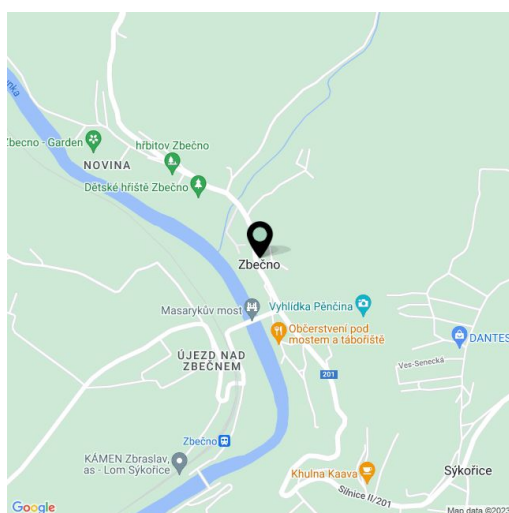 Zbecno - Garden
NOVINA
hřbitov Zbečno
Dětské hřiště Zbečno
Zbečno
Masarykův most
Vyhlídka Pěnčina
Občerstvení pod
mostem a tábořiště
DANTES
ÚJEZD NAD
ZBEČNEM
Ves-Senecká
201
Zbečno
KÁMEN Zbraslav,
as - Lom Sýkořice
Khulna Kaava
Sýkořice
Silnice II/201
Google
Map data ©2023